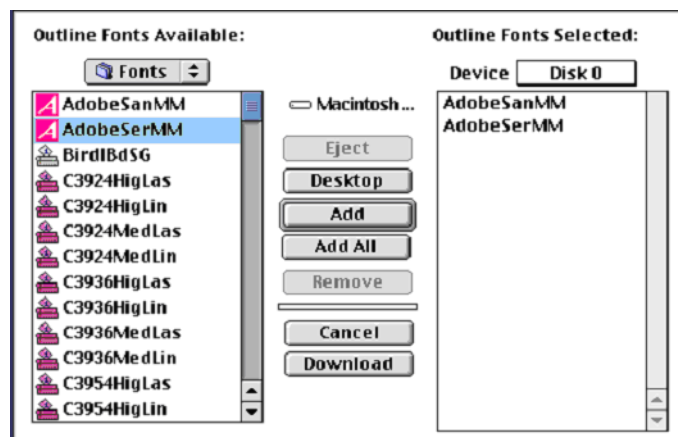 Outline Fonts Available:
Fonts
AdobeSanMM
AdobeSerMM
BirdlBdSG
C3924HigLas
C3924HigLin
C3924MedLas
C3924MedLin
C3936HigLas
C3936HigLin
C3936MedLas
C3936MedLin
C3954HigLas
C3954HigLin
Macintosh ...
Eject
Desktop
Add
Add All
Remove
Cancel
Download
Outline Fonts Selected:
Device Disk 0
AdobeSanMM
AdobeSerMM